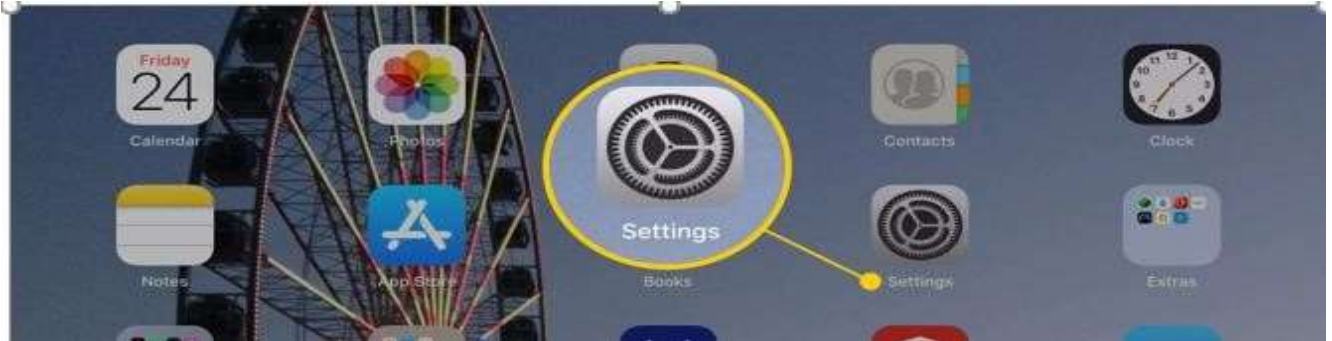 Friday
24
Calendar
Photos
Contacts
Clock
Settings
Notes
App Store
Books
Settings
Extras